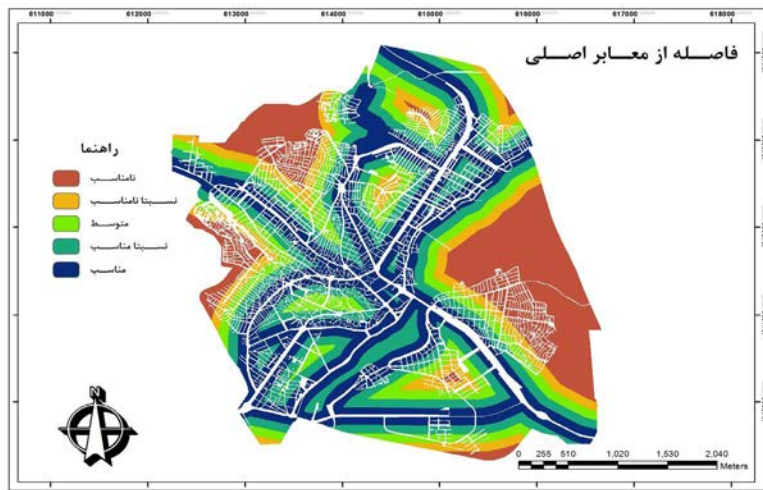 611000 612000 613000 614000 615000 616000 617000 618000
فاصله از معابر اصلی
راهنما
نامناسب
نسبتا نامناسب
متوسط
نسبتا مناسب
مناسب
N
0 255 510 1,020 1,530 2,040
Meters